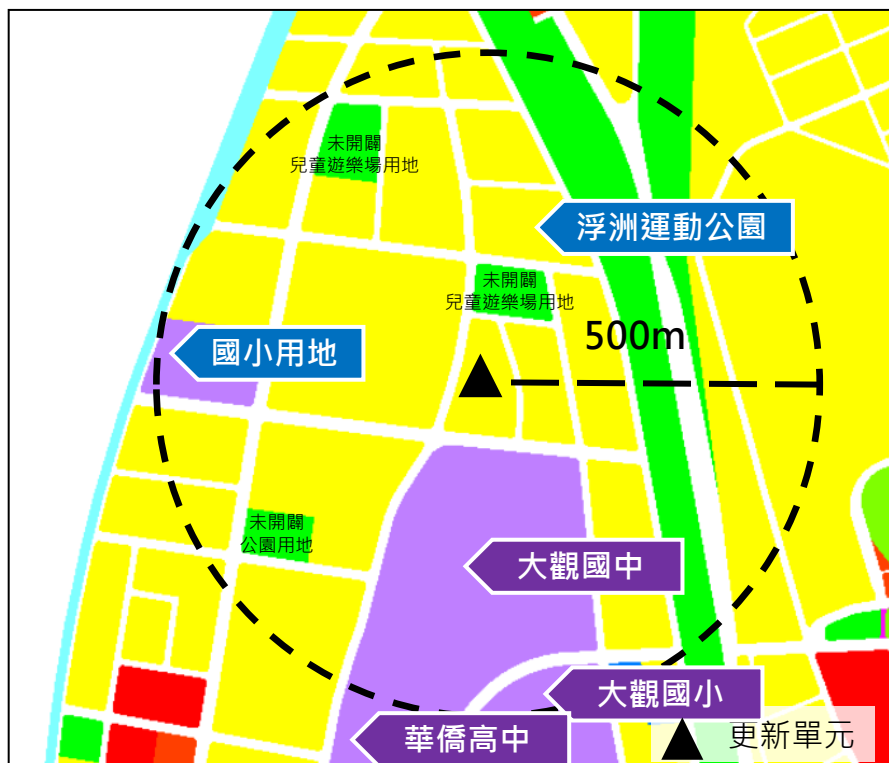 未開闢
兒童遊樂場用地
浮洲運動公園
未開闢
兒童遊樂場用地
500m
國小用地
未開闢
公園用地
大觀國中
大觀國小
華僑高中
更新單元